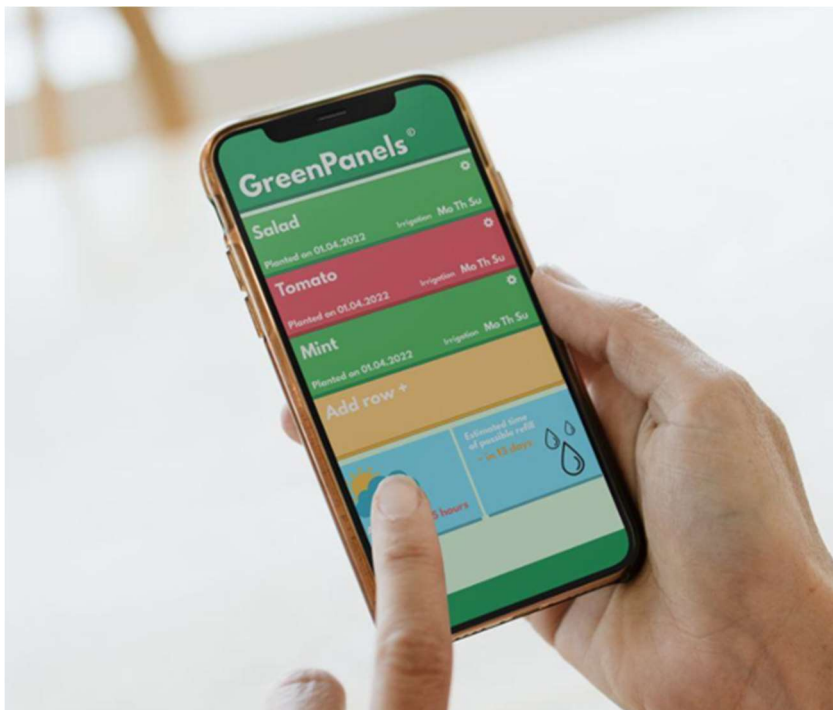 GreenPanels©
Salad
Planted on 01.04.2022 Irrigation Mo Th Su
Tomato
Planted on 01.04.2022 Irrigation Mo Th Su
Mint
Planted on 01.04.2022 Irrigation Mo Th Su
Add row +
Estimated time
of possible refill
~ in 13 days
5 hours